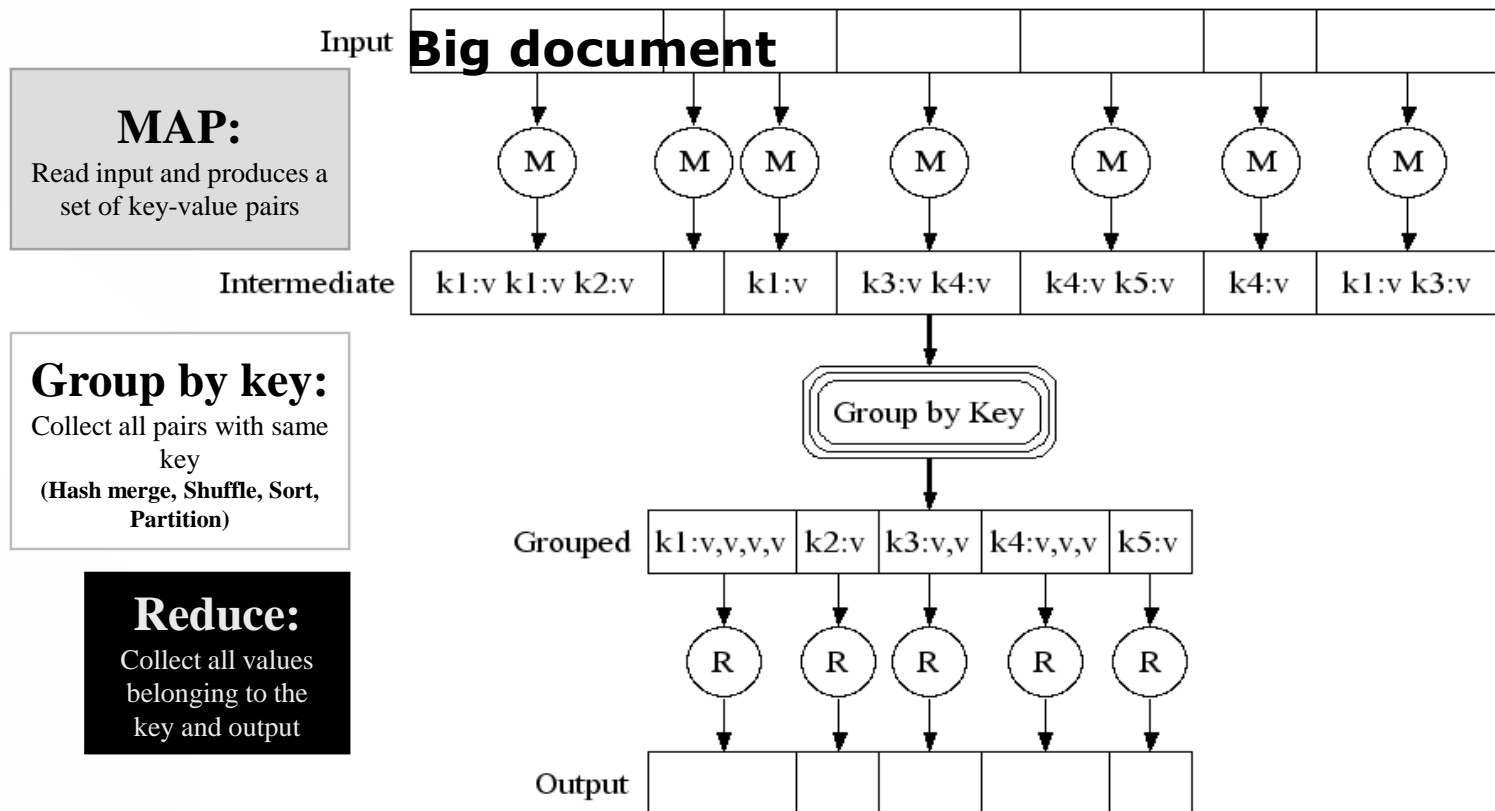 Input Big document
MAP:
Read input and produces a
set of key-value pairs
M M M M M M M
Intermediate k1:v k1:v k2:v k1:v k3:v k4:v k4:v k5:v k4:v k1:v k3:v
Group by key:
Collect all pairs with same
key
(Hash merge, Shuffle, Sort,
Partition)
Group by Key
Grouped k1:v,v,v,v k2:v k3:v,v k4:v,v,v k5:v
Reduce:
Collect all values
belonging to the
key and output
R R R R R
Output